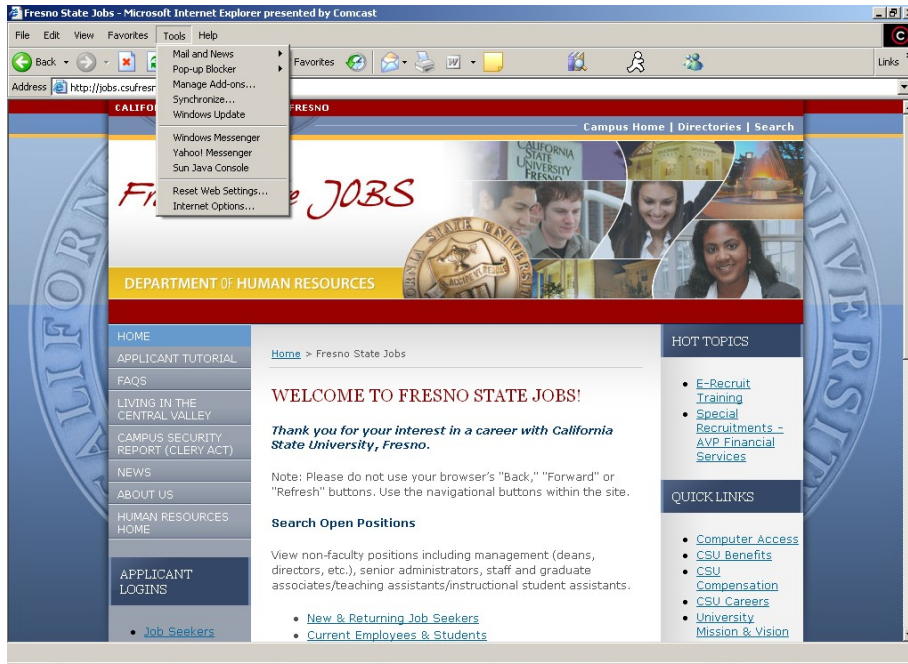 Fresno State Jobs - Microsoft Internet Explorer presented by Comcast
File Edit View Favorites Tools Help
Back
Favorites
Links
Address http://jobs.csufresn
Mail and News
Pop-up Blocker
Manage Add-ons...
Synchronize...
Windows Update
Windows Messenger
Yahoo! Messenger
Sun Java Console
Reset Web Settings...
Internet Options...
FRESNO
Campus Home | Directories | Search
CALIFORNIA
STATE
UNIVERSITY
FRESNO
JOBS
DEPARTMENT OF HUMAN RESOURCES
HOME
APPLICANT TUTORIAL
FAQS
LIVING IN THE
CENTRAL VALLEY
CAMPUS SECURITY
REPORT (CLERY ACT)
NEWS
ABOUT US
HUMAN RESOURCES
HOME
APPLICANT
LOGINS
Job Seekers
Home > Fresno State Jobs
WELCOME TO FRESNO STATE JOBS!
Thank you for your interest in a career with California
State University, Fresno.
Note: Please do not use your browser's "Back," "Forward" or
"Refresh" buttons. Use the navigational buttons within the site.
Search Open Positions
View non-faculty positions including management (deans,
directors, etc.), senior administrators, staff and graduate
associates/teaching assistants/instructional student assistants.
New & Returning Job Seekers
Current Employees & Students
HOT TOPICS
E-Recruit
Training
Special
Recruitments -
AVP Financial
Services
QUICK LINKS
Computer Access
CSU Benefits
CSU
Compensation
CSU Careers
University
Mission & Vision